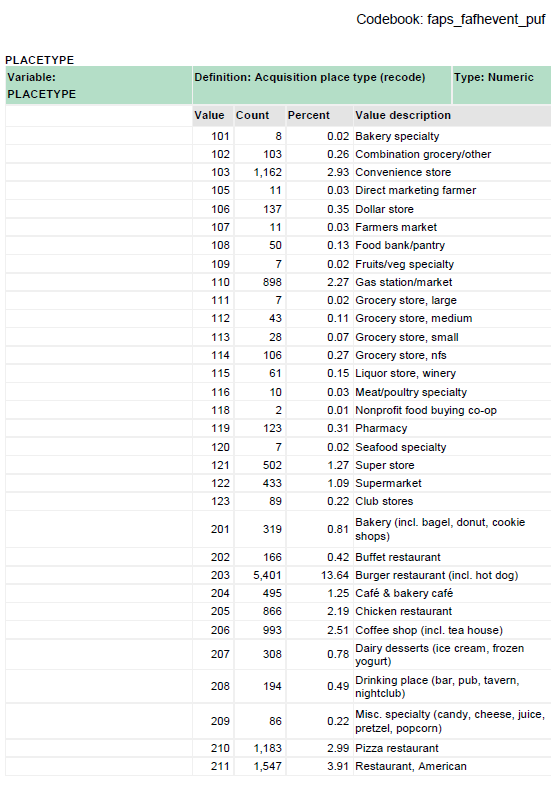 Codebook: faps_fafhevent_puf
PLACETYPE
Variable: Definition: Acquisition place type (recode) Type: Numeric
PLACETYPE
Value Count Percent Value description
101 8 0.02 Bakery specialty
102 103 0.26 Combination grocery/other
103 1,162 2.93 Convenience store
105 11 0.03 Direct marketing farmer
106 137 0.35 Dollar store
107 11 0.03 Farmers market
108 50 0.13 Food bank/pantry
109 7 0.02 Fruits/veg specialty
110 898 2.27 Gas station/market
111 7 0.02 Grocery store, large
112 43 0.11 Grocery store, medium
113 28 0.07 Grocery store, small
114 106 0.27 Grocery store, nfs
115 61 0.15 Liquor store, winery
116 10 0.03 Meat/poultry specialty
118 2 0.01 Nonprofit food buying co-op
119 123 0.31 Pharmacy
120 7 0.02 Seafood specialty
121 502 1.27 Super store
122 433 1.09 Supermarket
123 89 0.22 Club stores
201 319 0.81 Bakery (incl. bagel, donut, cookie
shops)
202 166 0.42 Buffet restaurant
203 5,401 13.64 Burger restaurant (incl. hot dog)
204 495 1.25 Café & bakery café
205 866 2.19 Chicken restaurant
206 993 2.51 Coffee shop (incl. tea house)
207 308 0.78 Dairy desserts (ice cream, frozen
yogurt)
208 194 0.49 Drinking place (bar, pub, tavern,
nightclub)
209 86 0.22 Misc. specialty (candy, cheese, juice,
pretzel, popcorn)
210 1,183 2.99 Pizza restaurant
211 1,547 3.91 Restaurant, American